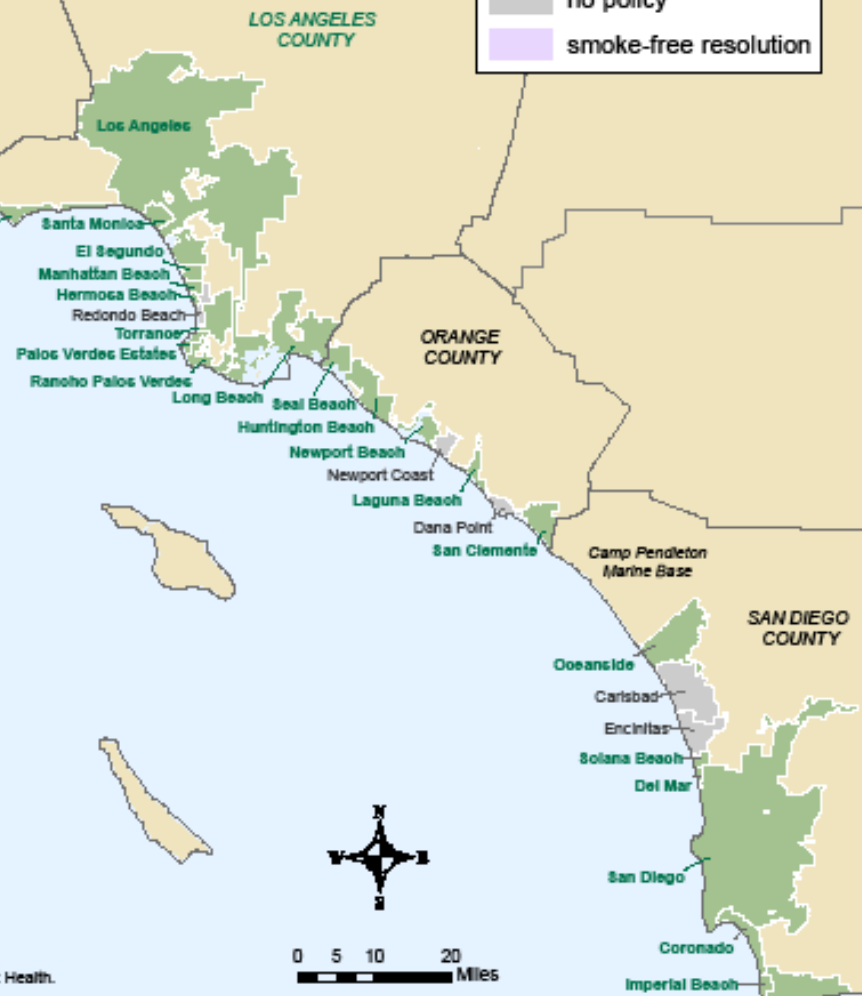 no policy
smoke-free resolution
LOS ANGELES
COUNTY
Los Angeles
Santa Monica
El Segundo
Manhattan Beach
Hermosa Beach
Redondo Beach
Torrance
Palos Verdes Estates
Rancho Palos Verdes
Long Beach
Seal Beach
Huntington Beach
Newport Beach
Newport Coast
Laguna Beach
Dana Point
San Clemente
ORANGE
COUNTY
Camp Pendleton
Marine Base
SAN DIEGO
COUNTY
Oceanside
Carlsbad
Encinitas
Solana Beach
Del Mar
San Diego
Coronado
Imperial Beach
N
W E
S
0 5 10 20
Miles
Health.